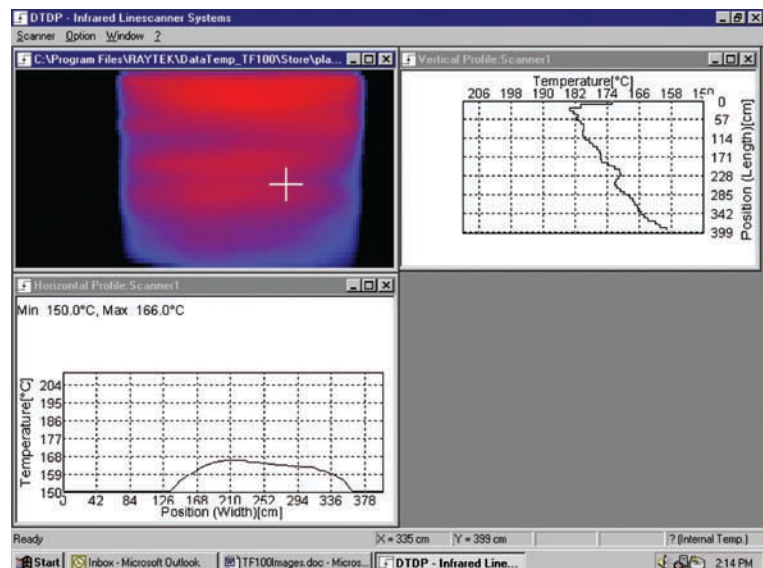 DTDP - Infrared Linescanner Systems
Scanner Option Window ?
C:\Program Files\RAYTEK\DataTemp_TF100\Store\pla...
Vertical Profile:Scanner1
Temperature[°C]
206 198 190 182 174 166 158 150
0
57
114
171
228
285
342
399
Position (Length)[cm]
Horizontal Profile:Scanner1
Min 150.0°C, Max 166.0°C
Temperature[°C]
204
195
186
177
168
159
150
0 42 84 126 168 210 252 294 336 378
Position (Width)[cm]
Ready X = 335 cm Y = 399 cm ? (Internal Temp.)
Start Inbox - Microsoft Outlook TF100Images.doc - Micros... DTDP - Infrared Line... 2:14 PM